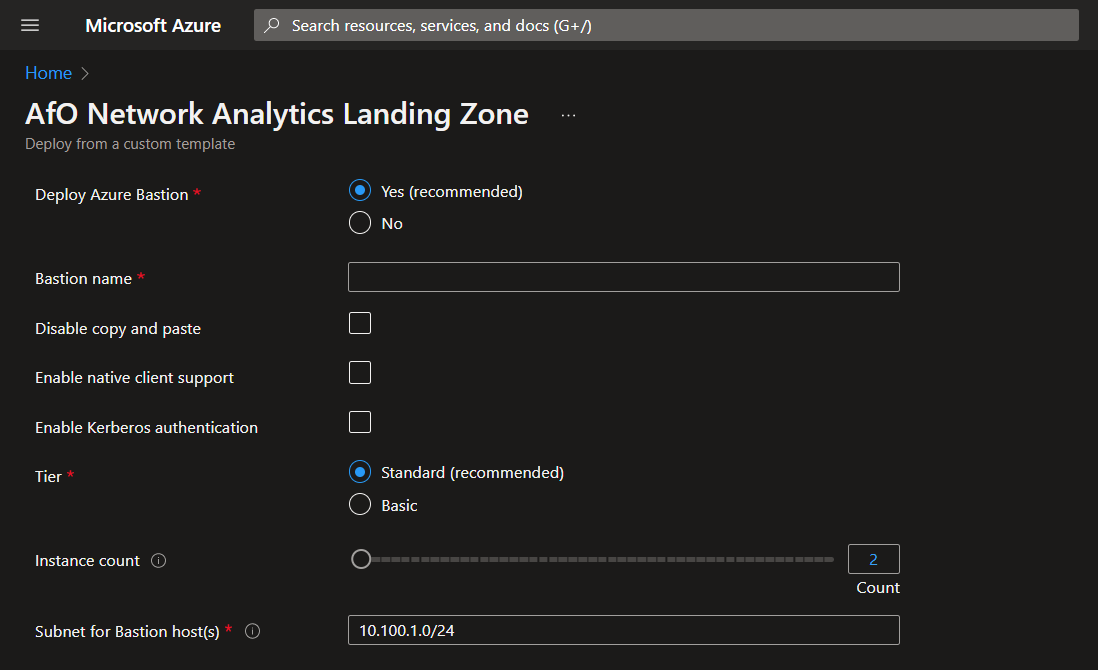 Microsoft Azure
Search resources, services, and docs (G+/)
Home
AfO Network Analytics Landing Zone ...
Deploy from a custom template
Deploy Azure Bastion *
Yes (recommended)
No
Bastion name *
Disable copy and paste
Enable native client support
Enable Kerberos authentication
Tier *
Standard (recommended)
Basic
Instance count
2
Count
Subnet for Bastion host(s) *
10.100.1.0/24